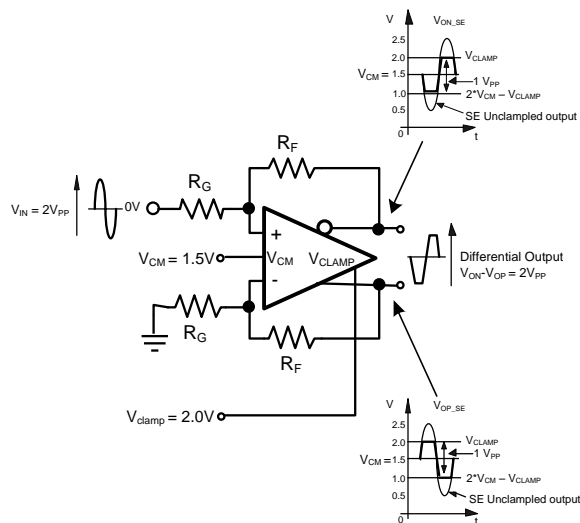 V
V_ON_SE
2.5
2.0
V_CLAMP
V_CM = 1.5
1 V_PP
1.0
2*V_CM – V_CLAMP
0.5
SE Unclampled output
0
t
R_F
R_G
V_IN = 2V_PP
0V
+
V_CM = 1.5V
V_CM
V_CLAMP
-
Differential Output
V_ON-V_OP = 2V_PP
R_G
R_F
V_clamp = 2.0V
V
V_OP_SE
2.5
2.0
V_CLAMP
1 V_PP
V_CM = 1.5
1.0
2*V_CM – V_CLAMP
0.5
SE Unclampled output
0
t